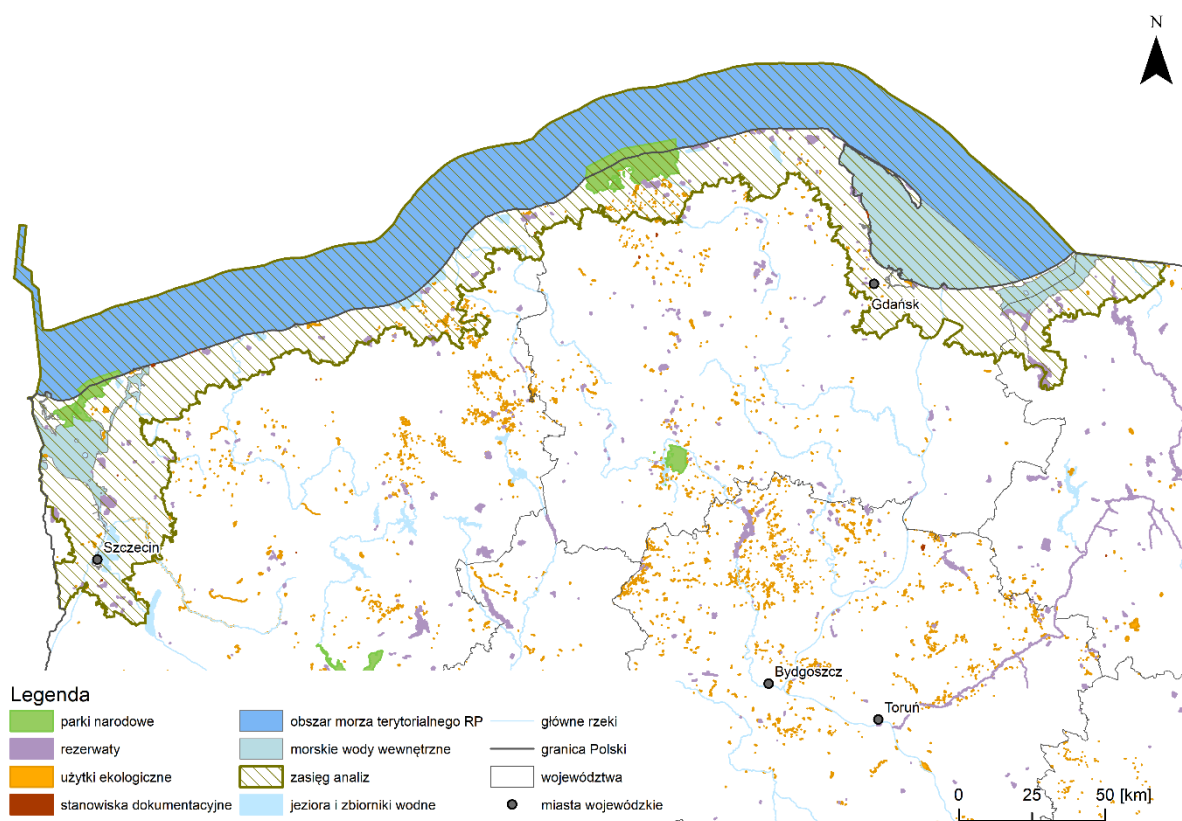 N
Gdańsk
Szczecin
Bydgoszcz
Toruń
Legenda
parki narodowe
rezerwaty
użytki ekologiczne
stanowiska dokumentacyjne
obszar morza terytorialnego RP
morskie wody wewnętrzne
zasięg analiz
jeziora i zbiorniki wodne
główne rzeki
granica Polski
województwa
miasta wojewódzkie
0 25 50 [km]